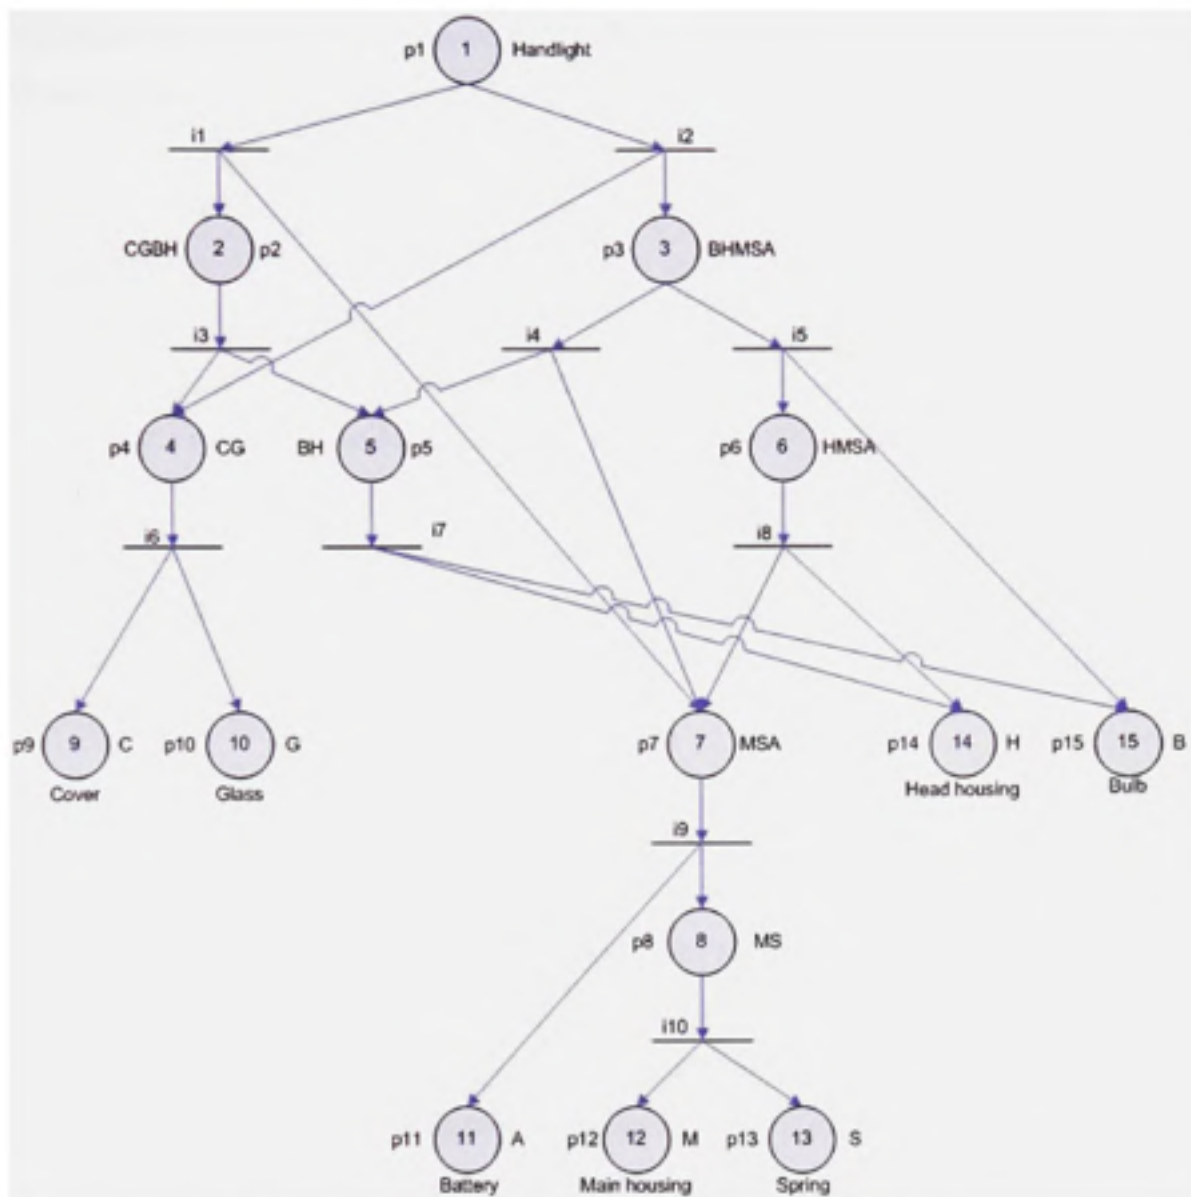 p1 1 Handlight
i1 i2
CGBH 2 p2 p3 3 BHMSA
i3 i4 i5
p4 4 CG BH 5 p5 p6 6 HMSA
i6 i7 i8
p9 9 C p10 10 G p7 7 MSA p14 14 H p15 15 B
Cover Glass Head housing Bulb
i9
p8 8 MS
i10
p11 11 A p12 12 M p13 13 S
Battery Main housing Spring